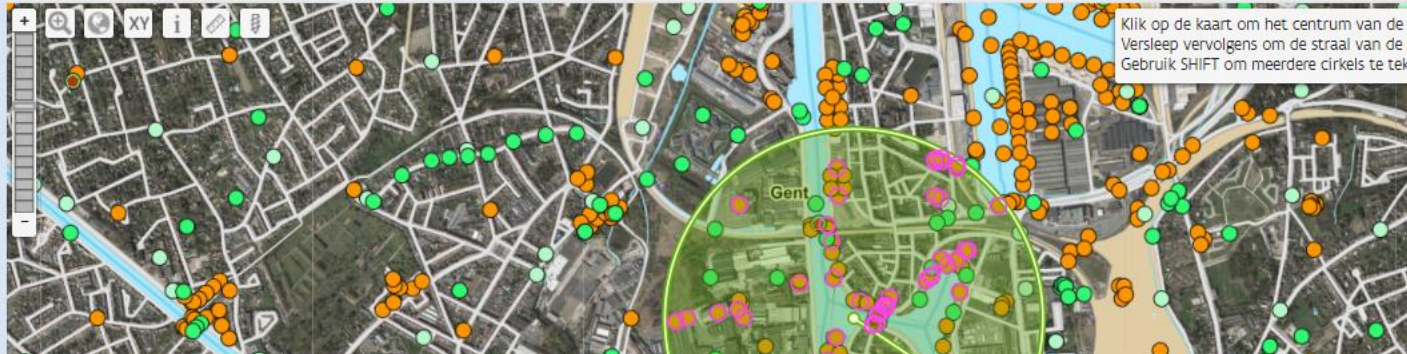 +
XY
i
Klik op de kaart om het centrum van de
Versleep vervolgens om de straal van de
Gebruik SHIFT om meerdere cirkels te tek
Gent
−